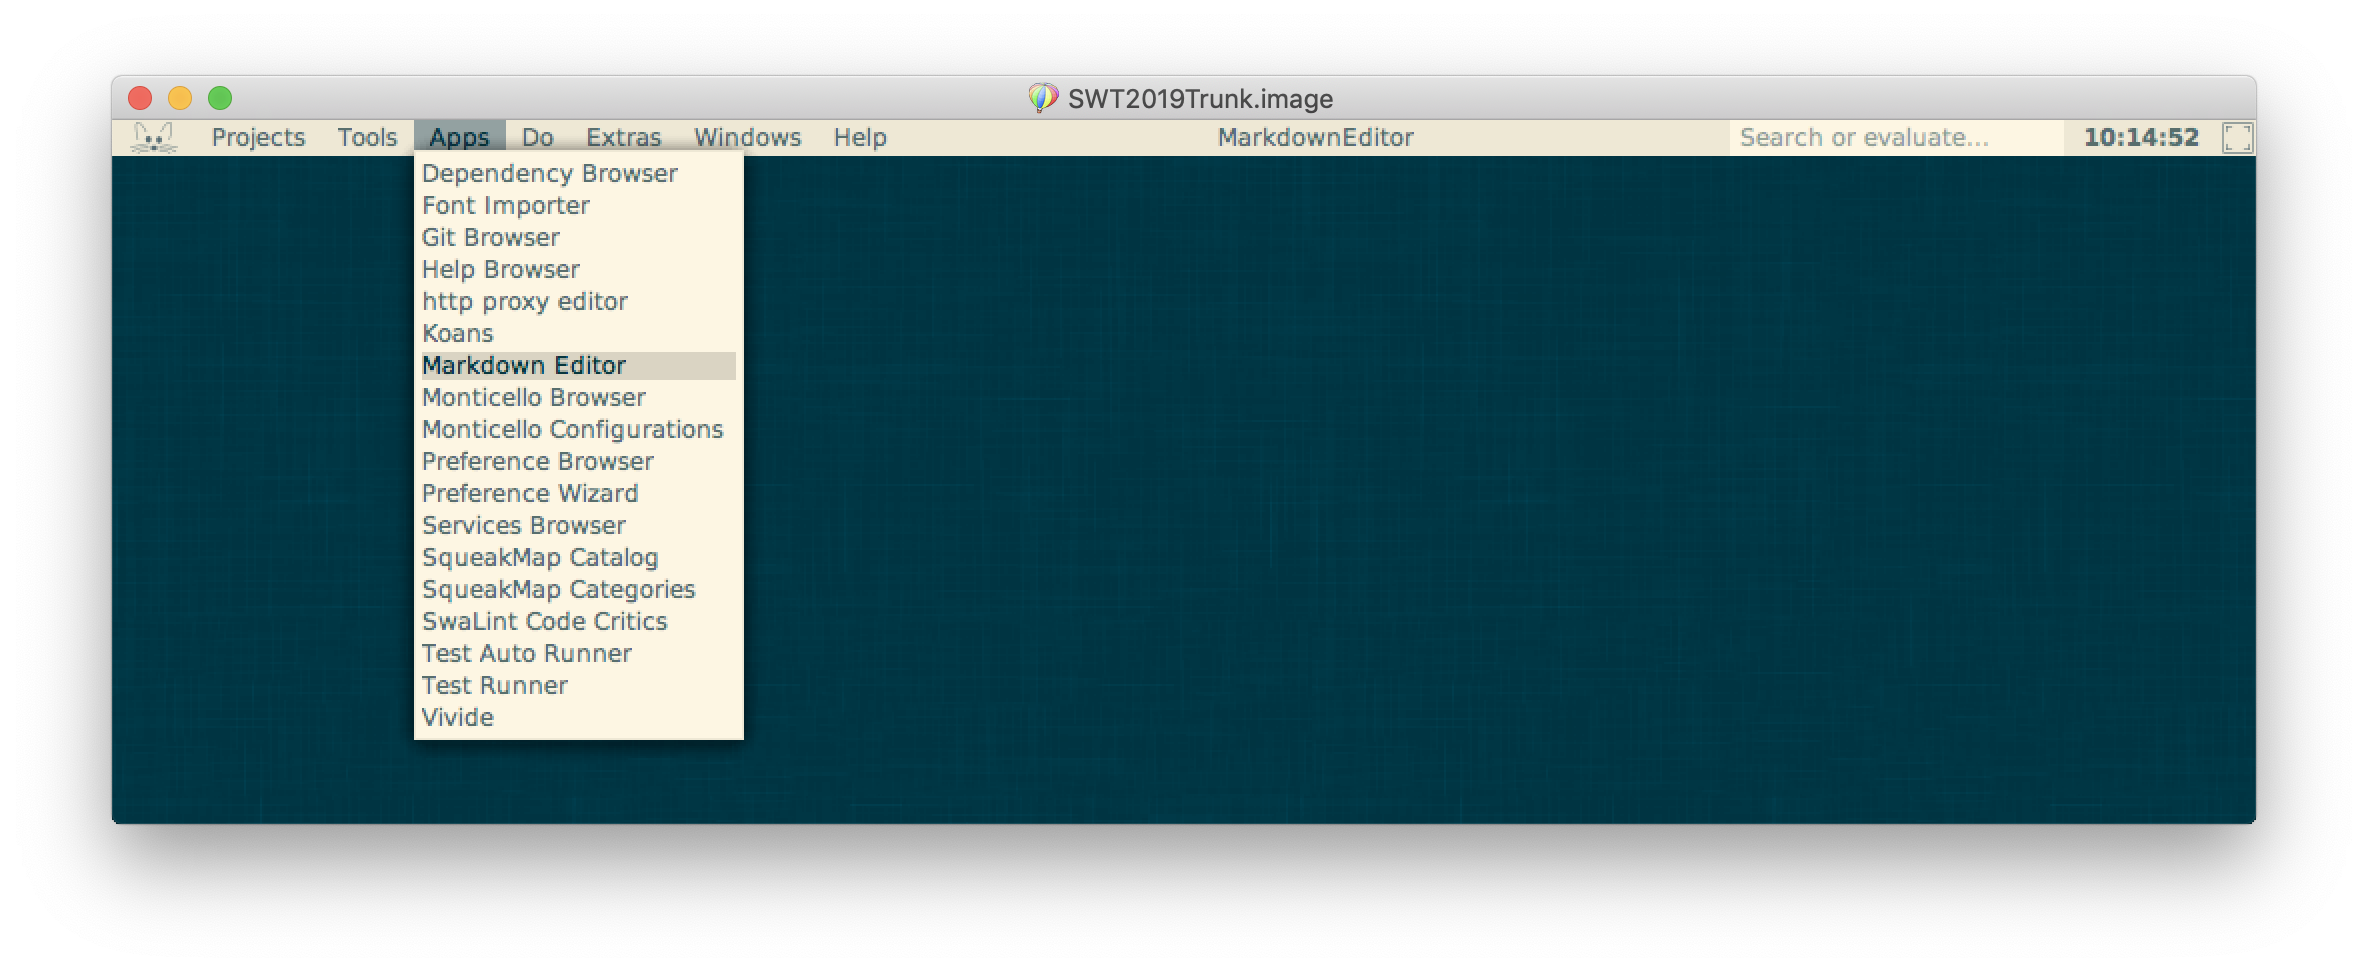 SWT2019Trunk.image
Projects Tools Apps Do Extras Windows Help MarkdownEditor Search or evaluate... 10:14:52
Dependency Browser
Font Importer
Git Browser
Help Browser
http proxy editor
Koans
Markdown Editor
Monticello Browser
Monticello Configurations
Preference Browser
Preference Wizard
Services Browser
SqueakMap Catalog
SqueakMap Categories
SwaLint Code Critics
Test Auto Runner
Test Runner
Vivide